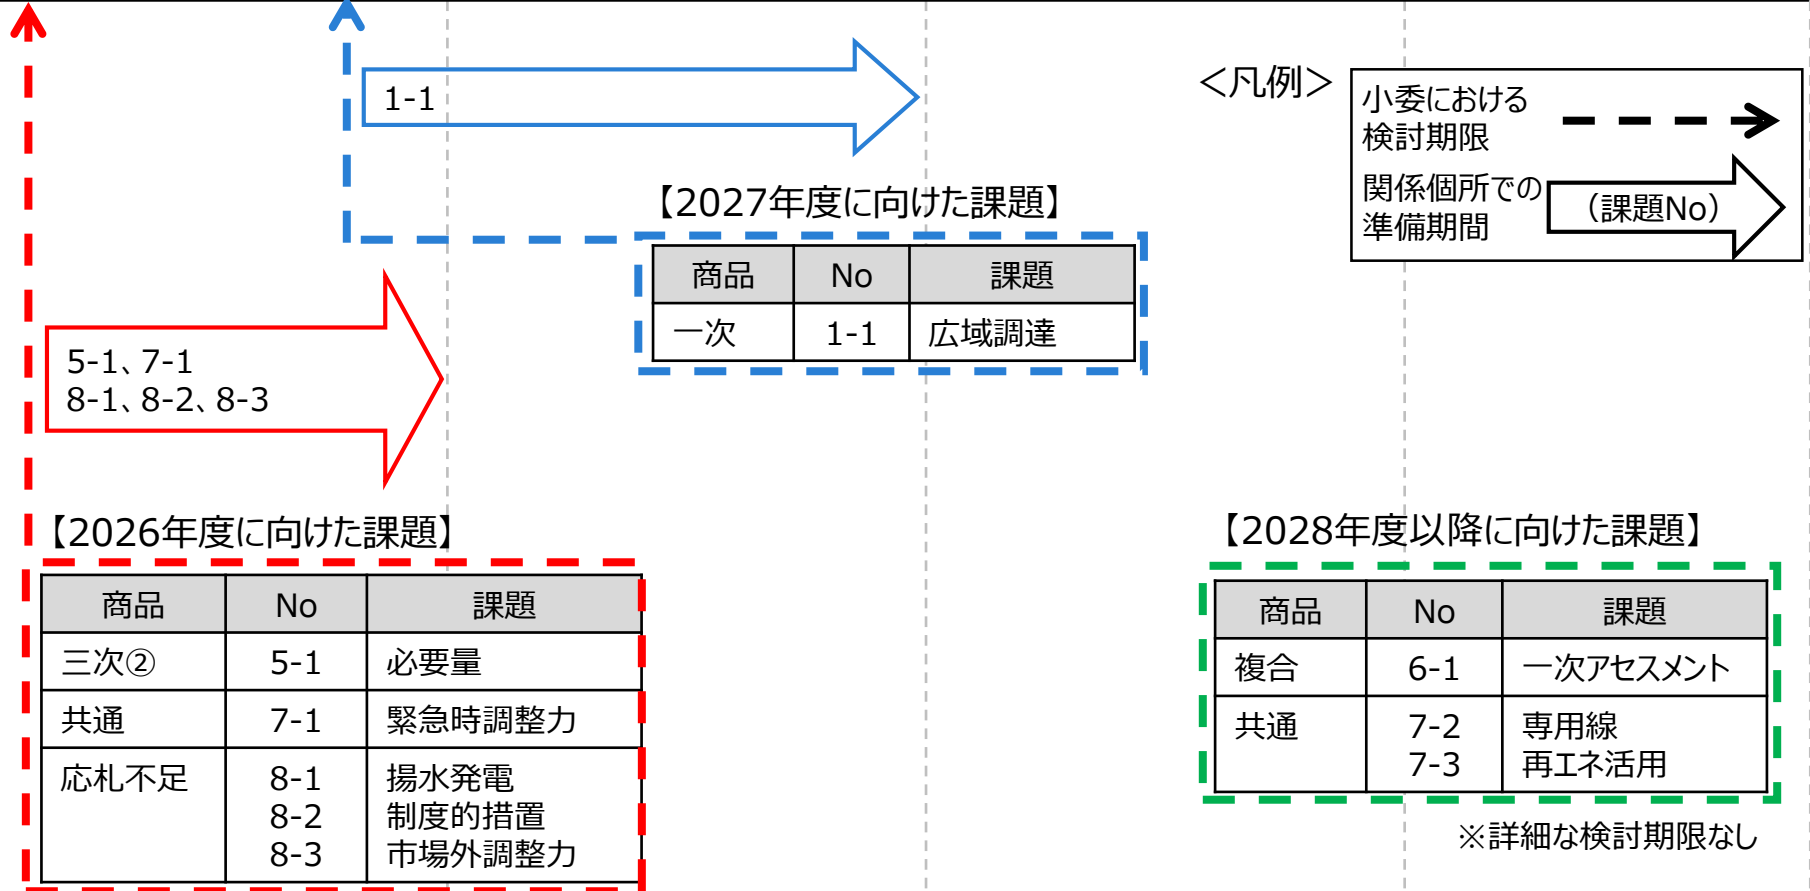 1-1
<凡例>
小委における
検討期限
関係個所での
準備期間
（課題No）
【2027年度に向けた課題】
商品 No 課題
一次 1-1 広域調達
5-1、7-1
8-1、8-2、8-3
【2026年度に向けた課題】
商品 No 課題
三次② 5-1 必要量
共通 7-1 緊急時調整力
応札不足 8-1 揚水発電
8-2 制度的措置
8-3 市場外調整力
【2028年度以降に向けた課題】
商品 No 課題
複合 6-1 一次アセスメント
共通 7-2 専用線
7-3 再エネ活用
※詳細な検討期限なし